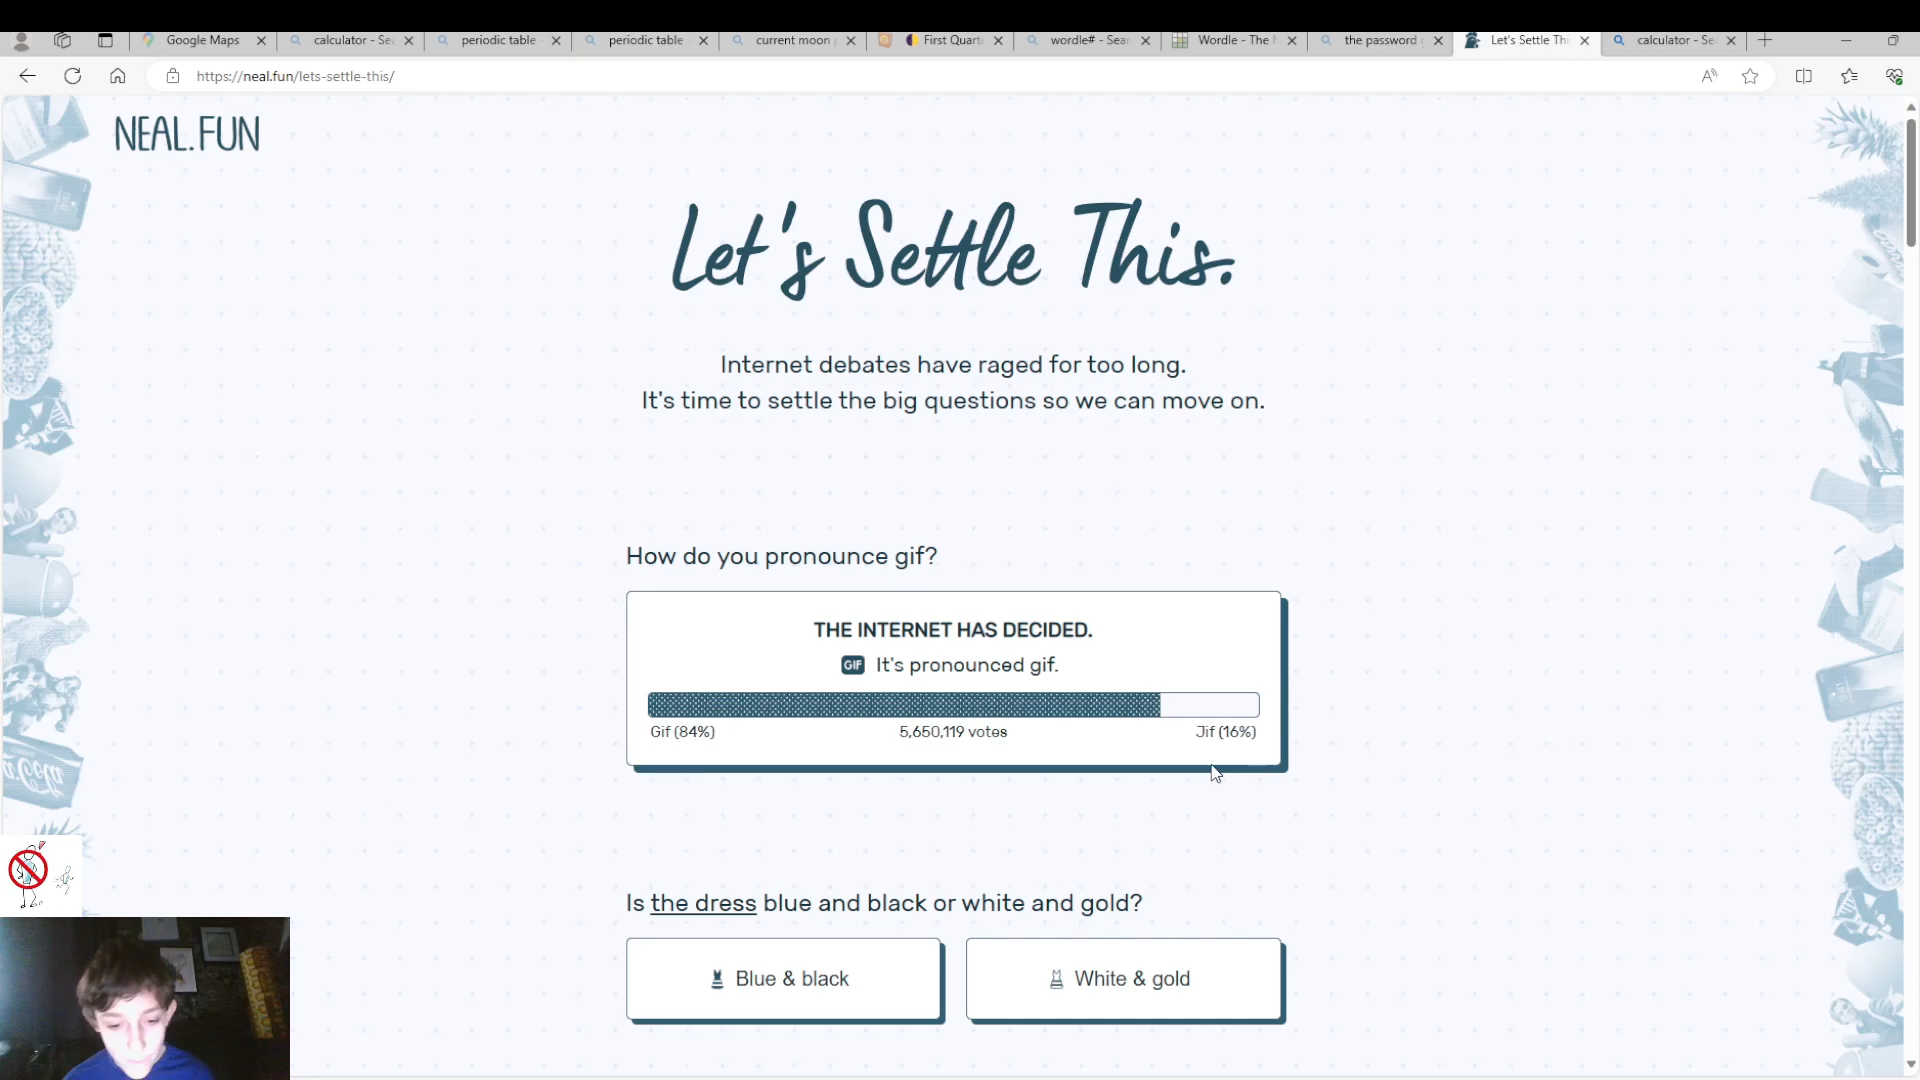 Google Maps
calculator - Sea
periodic table -
periodic table -
current moon p
First Quart
wordle# - Sear
Wordle - The N
the password g
Let's Settle Thi
calculator - Se
https://neal.fun/lets-settle-this/
NEAL.FUN
Let's Settle This.
Internet debates have raged for too long.
It's time to settle the big questions so we can move on.
How do you pronounce gif?
THE INTERNET HAS DECIDED.
GIF It's pronounced gif.
Gif (84%) 5,650,119 votes Jif (16%)
Is the dress blue and black or white and gold?
Blue & black
White & gold